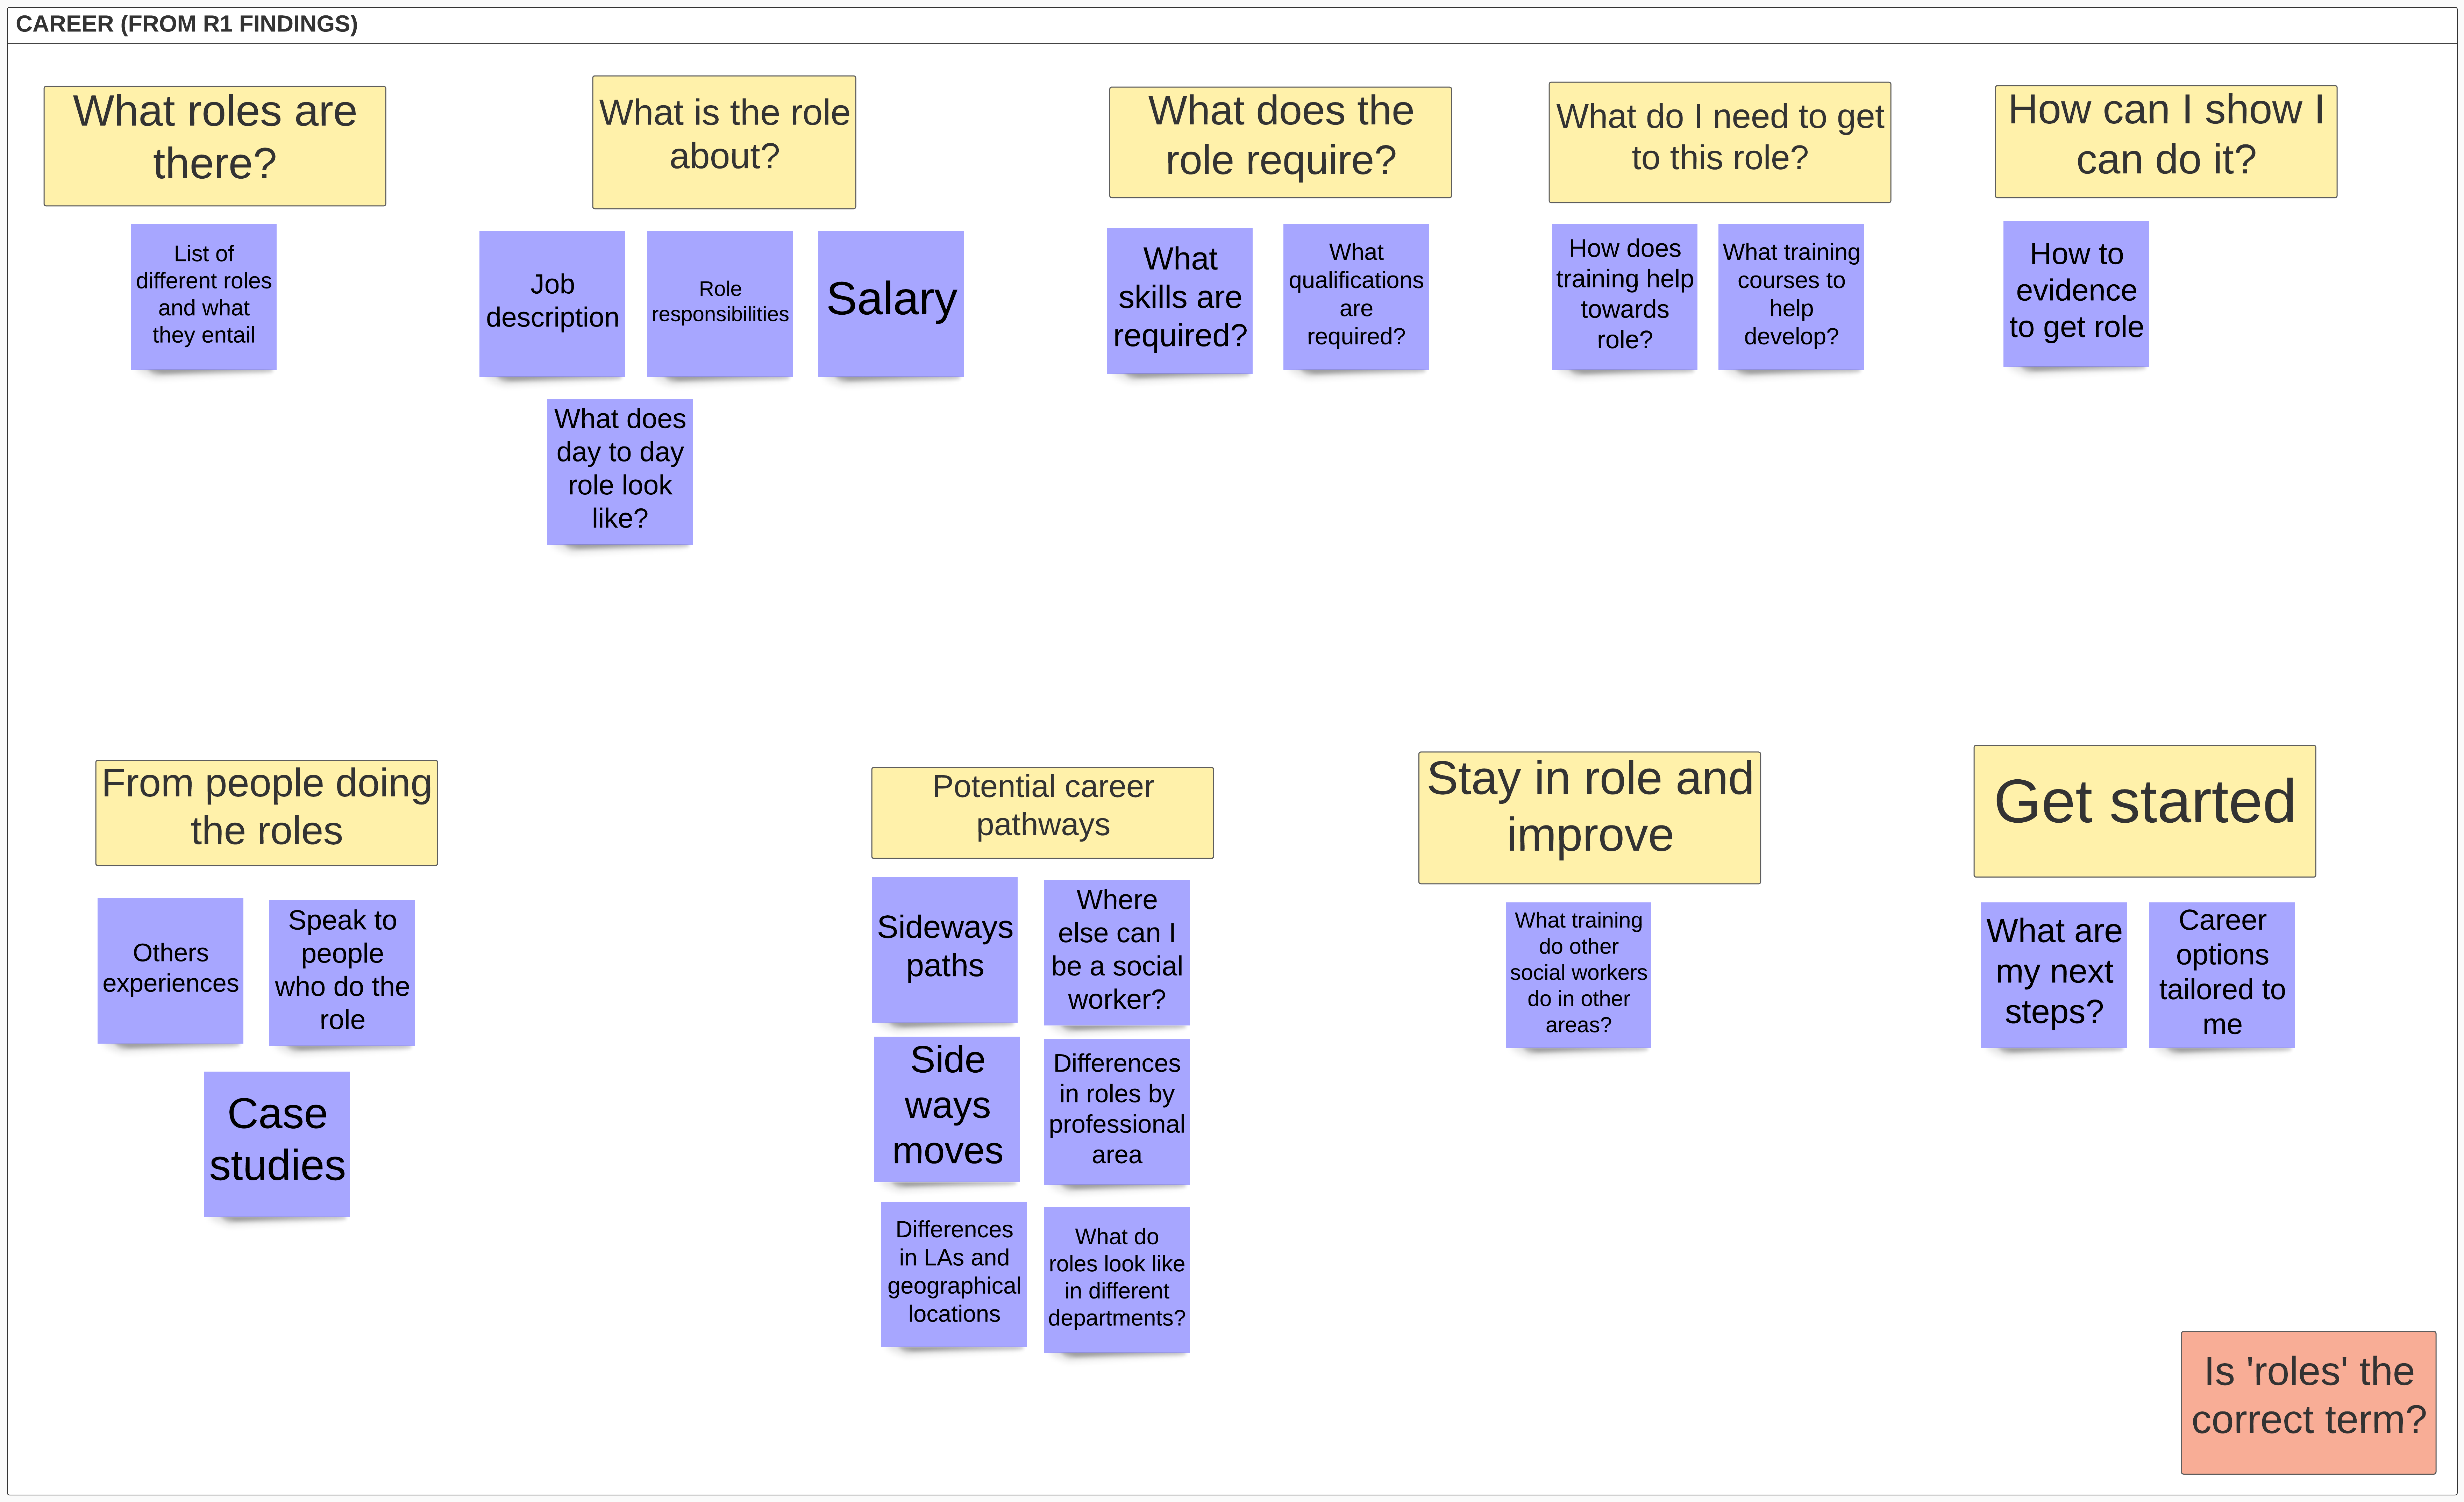 CAREER (FROM R1 FINDINGS)
What roles are
there?
List of
different roles
and what
they entail
What is the role
about?
Job
description
Role
responsibilities
Salary
What does
day to day
role look
like?
What does the
role require?
What
skills are
required?
What
qualifications
are
required?
What do I need to get
to this role?
How does
training help
towards
role?
What training
courses to
help
develop?
How can I show I
can do it?
How to
evidence
to get role
From people doing
the roles
Others
experiences
Speak to
people
who do the
role
Case
studies
Potential career
pathways
Sideways
paths
Where
else can I
be a social
worker?
Side
ways
moves
Differences
in roles by
professional
area
Differences
in LAs and
geographical
locations
What do
roles look like
in different
departments?
Stay in role and
improve
What training
do other
social workers
do in other
areas?
Get started
What are
my next
steps?
Career
options
tailored to
me
Is 'roles' the
correct term?